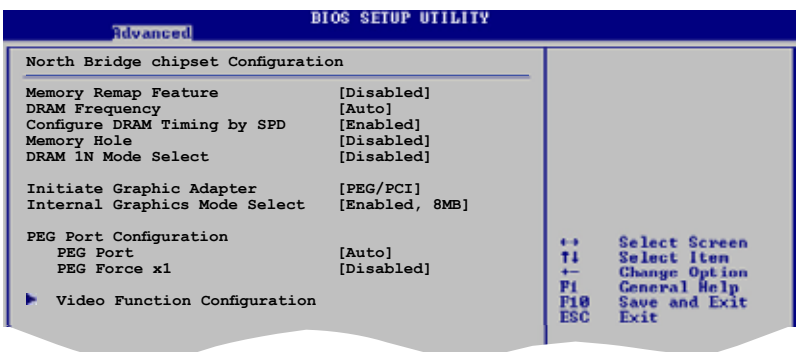 BIOS SETUP UTILITY
Advanced
North Bridge chipset Configuration
Memory Remap Feature [Disabled]
DRAM Frequency [Auto]
Configure DRAM Timing by SPD [Enabled]
Memory Hole [Disabled]
DRAM 1N Mode Select [Disabled]
Initiate Graphic Adapter [PEG/PCI]
Internal Graphics Mode Select [Enabled, 8MB]
PEG Port Configuration
PEG Port [Auto]
PEG Force x1 [Disabled]
Video Function Configuration
←→ Select Screen
↑↓ Select Item
+- Change Option
F1 General Help
F10 Save and Exit
ESC Exit